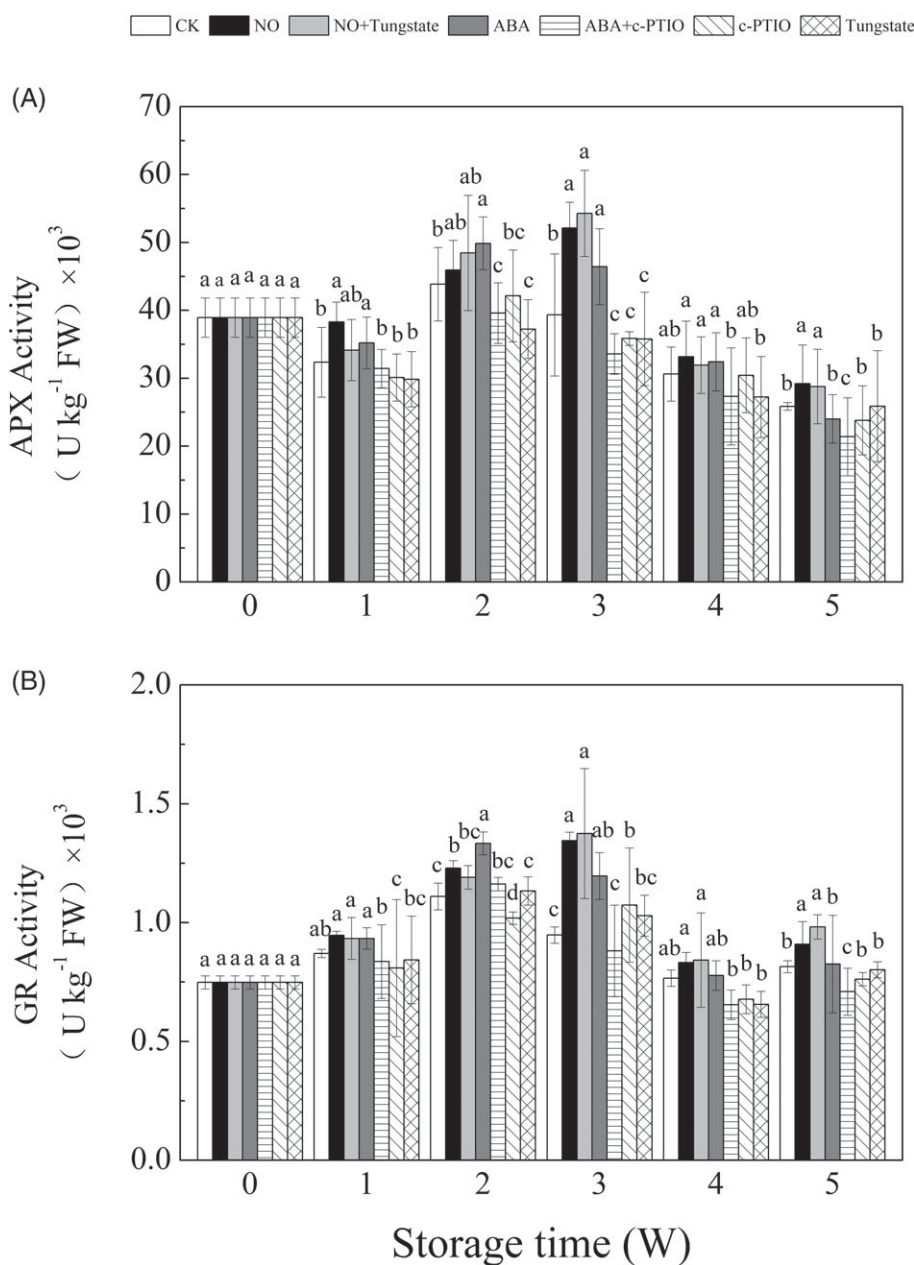 CK NO NO+Tungstate ABA ABA+c-PTIO c-PTIO Tungstate
(A)
APX Activity
( U kg⁻¹ FW) ×10³
70
60
50
40
30
20
10
0
a a a a a a a
b a ab a b b b
b ab ab a c bc c
b a a a c c c
ab a a a b ab b
b a a b c b b
0 1 2 3 4 5
(B)
GR Activity
( U kg⁻¹ FW) ×10³
2.0
1.5
1.0
0.5
0.0
a a a a a a a
ab a a a b c bc
c b bc a bc d c
c a a ab c b bc
ab a a ab b b b
b a a b c b b
0 1 2 3 4 5
Storage time (W)